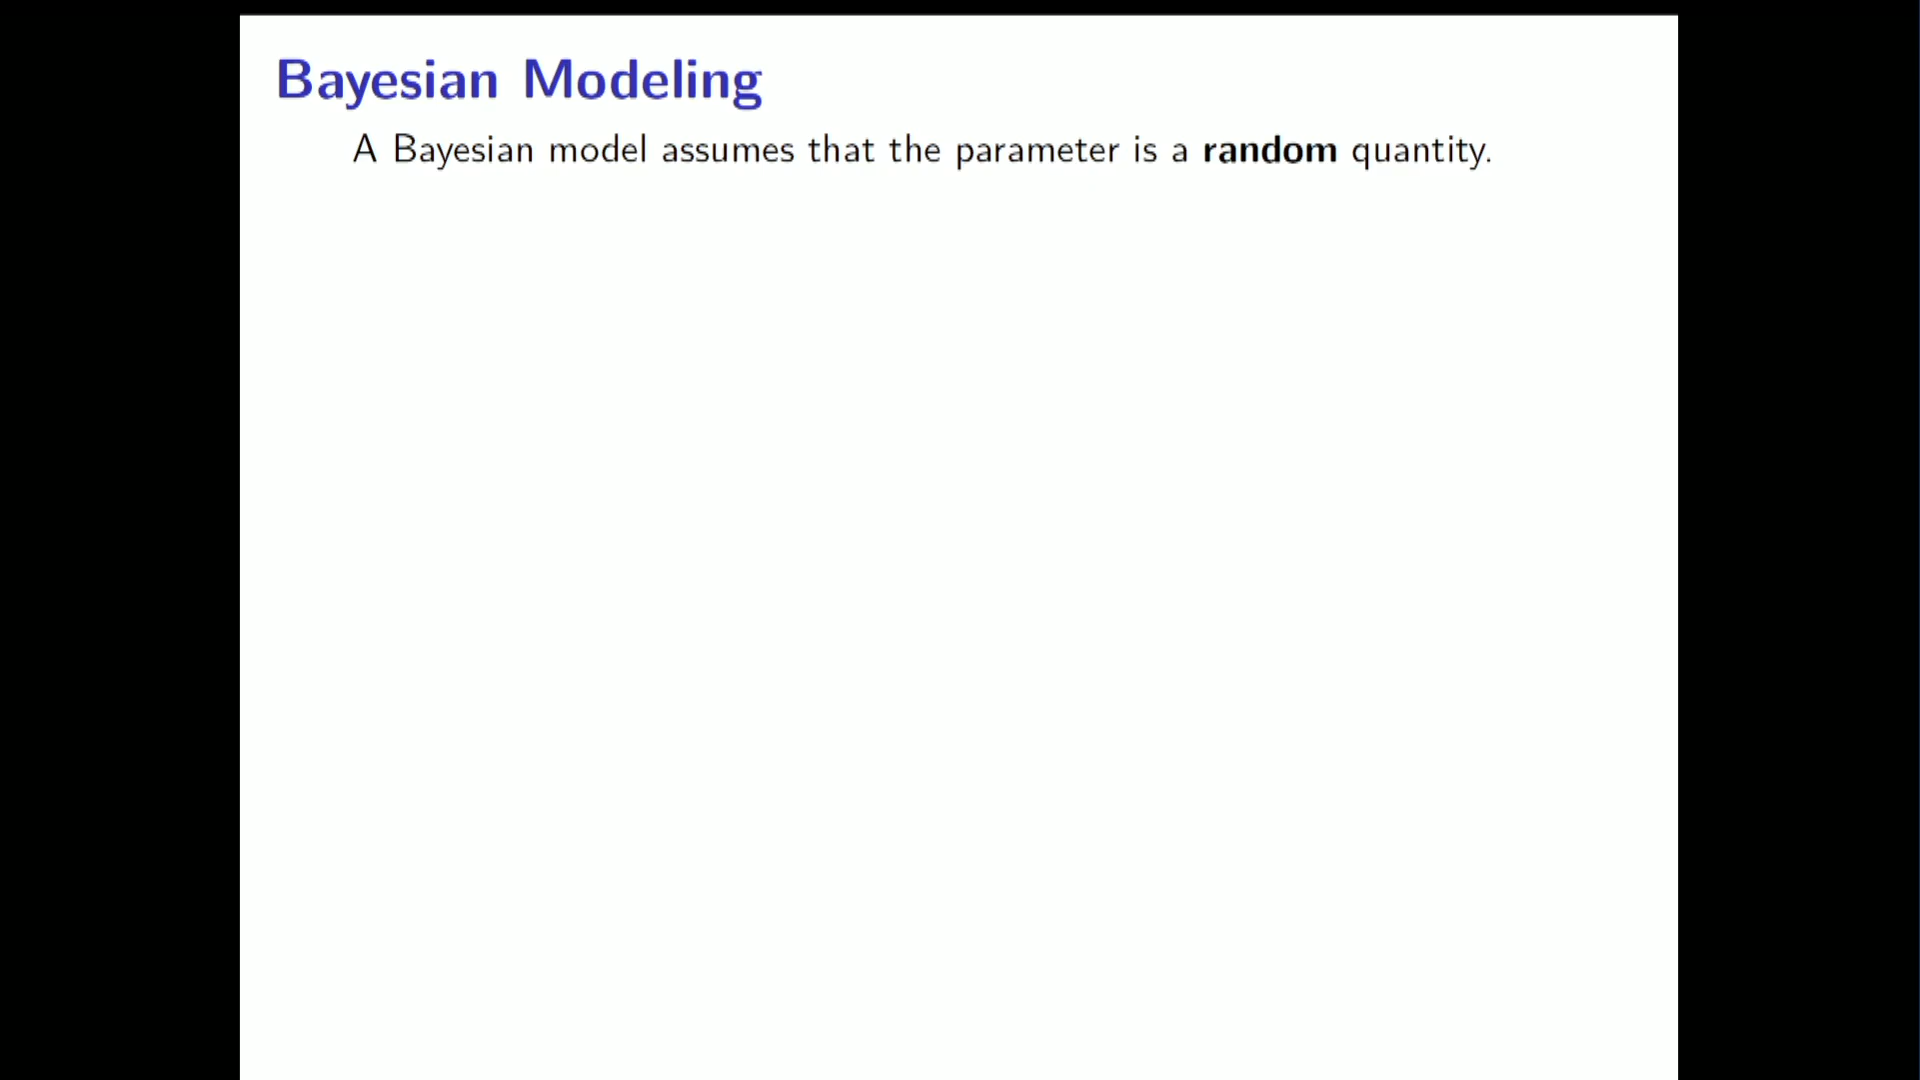 Bayesian Modeling
A Bayesian model assumes that the parameter is a random quantity.